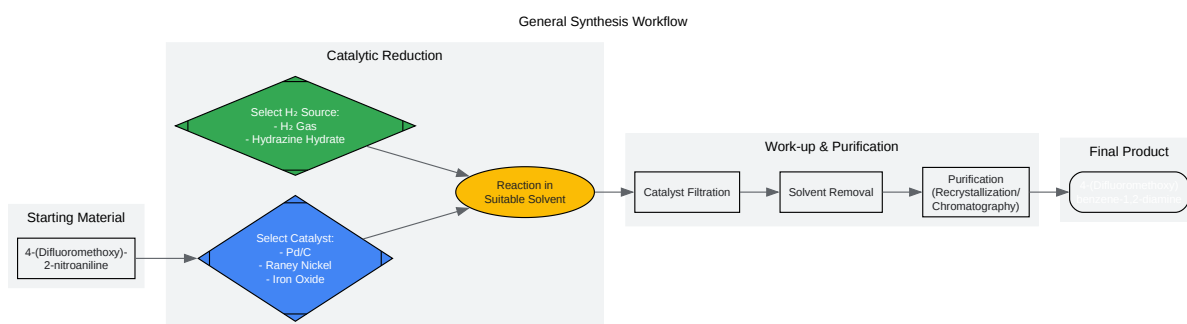 General Synthesis Workflow
Starting Material
4-(Difluoromethoxy)-
2-nitroaniline
Catalytic Reduction
Select H₂ Source:
- H₂ Gas
- Hydrazine Hydrate
Select Catalyst:
- Pd/C
- Raney Nickel
- Iron Oxide
Reaction in
Suitable Solvent
Work-up & Purification
Catalyst Filtration
Solvent Removal
Purification
(Recrystallization/
Chromatography)
Final Product
4-(Difluoromethoxy)